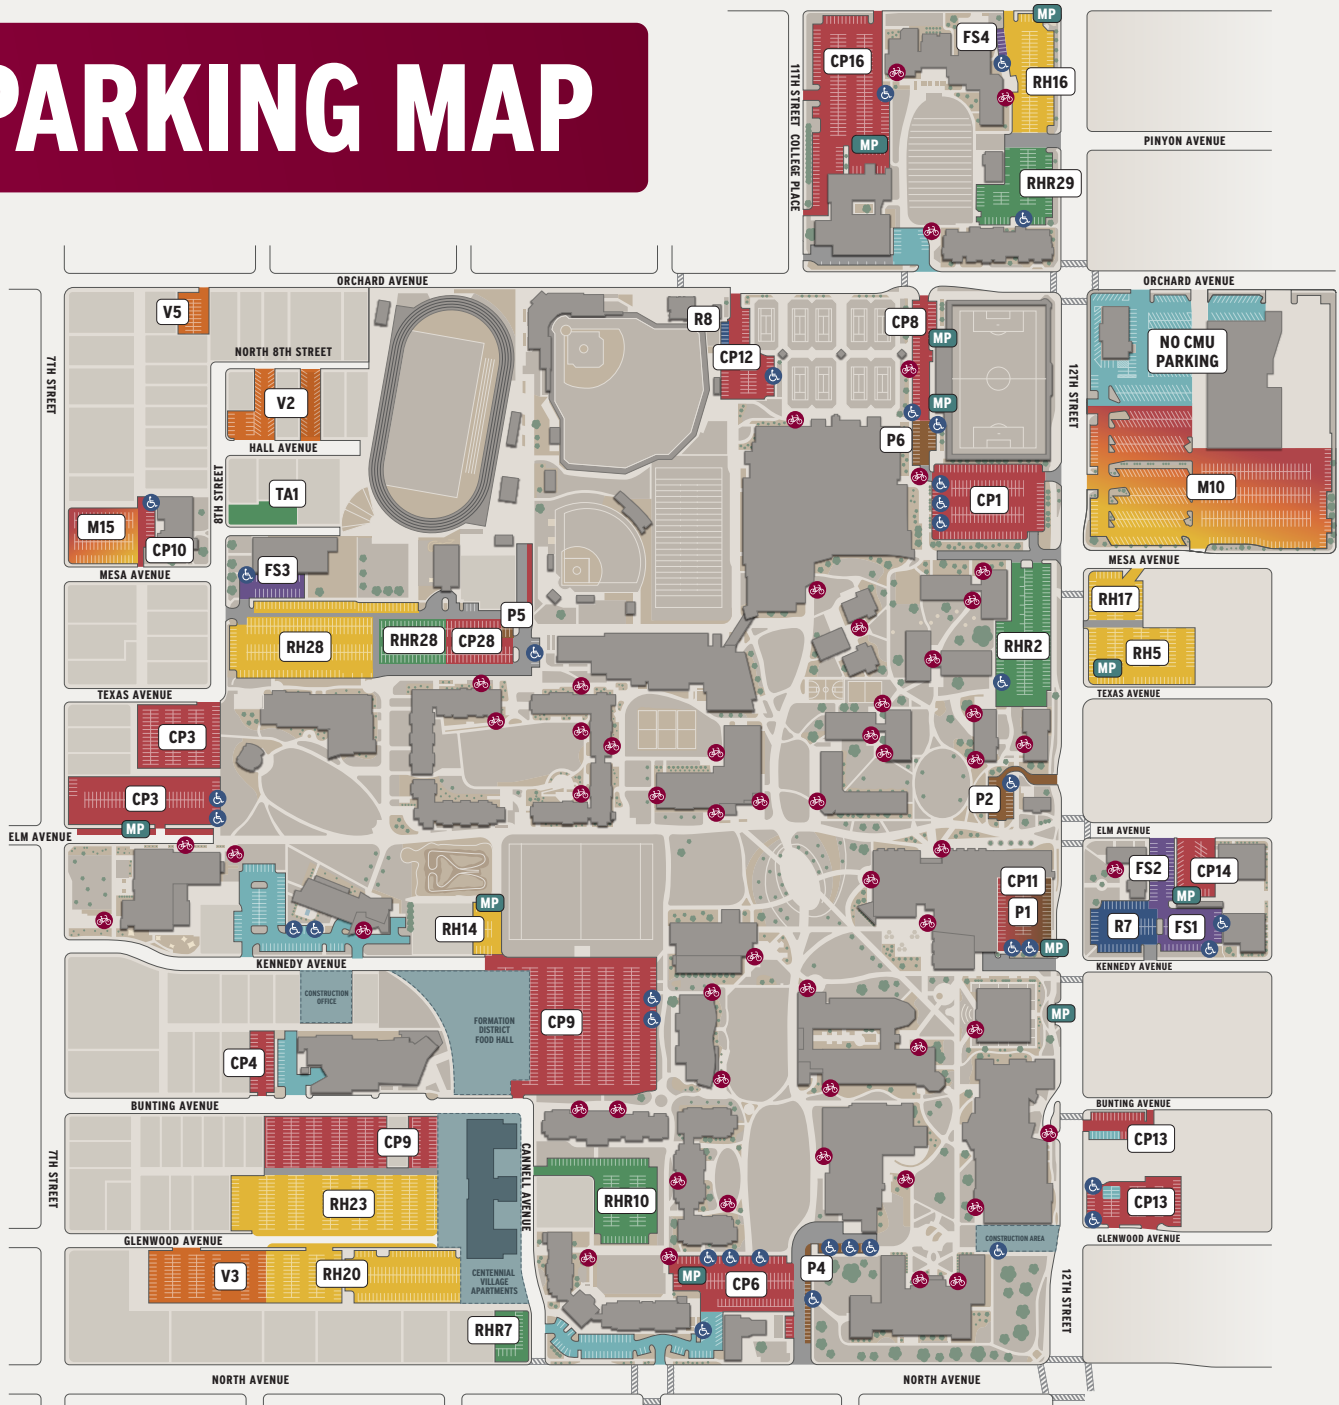 PARKING MAP
MP
FS4
CP16
RH16
11TH STREET
COLLEGE PLACE
MP
PINYON AVENUE
RHR29
ORCHARD AVENUE
ORCHARD AVENUE
V5
R8
CP8
MP
NO CMU
PARKING
NORTH 8TH STREET
CP12
7TH STREET
12TH STREET
V2
MP
P6
HALL AVENUE
8TH STREET
TA1
CP1
M10
M15
CP10
MESA AVENUE
MESA AVENUE
FS3
RH17
P5
RH28
RHR28
CP28
RHR2
RH5
MP
TEXAS AVENUE
TEXAS AVENUE
CP3
CP3
P2
MP
ELM AVENUE
ELM AVENUE
FS2
CP14
CP11
MP
MP
P1
RH14
R7
FS1
MP
KENNEDY AVENUE
KENNEDY AVENUE
CONSTRUCTION
OFFICE
MP
FORMATION
DISTRICT
FOOD HALL
CP9
CP4
BUNTING AVENUE
BUNTING AVENUE
CP9
CP13
7TH STREET
CANNELL AVENUE
RH23
RHR10
CP13
GLENWOOD AVENUE
CONSTRUCTION AREA
GLENWOOD AVENUE
V3
RH20
CENTENNIAL
VILLAGE
APARTMENTS
MP
CP6
P4
12TH STREET
RHR7
NORTH AVENUE
NORTH AVENUE